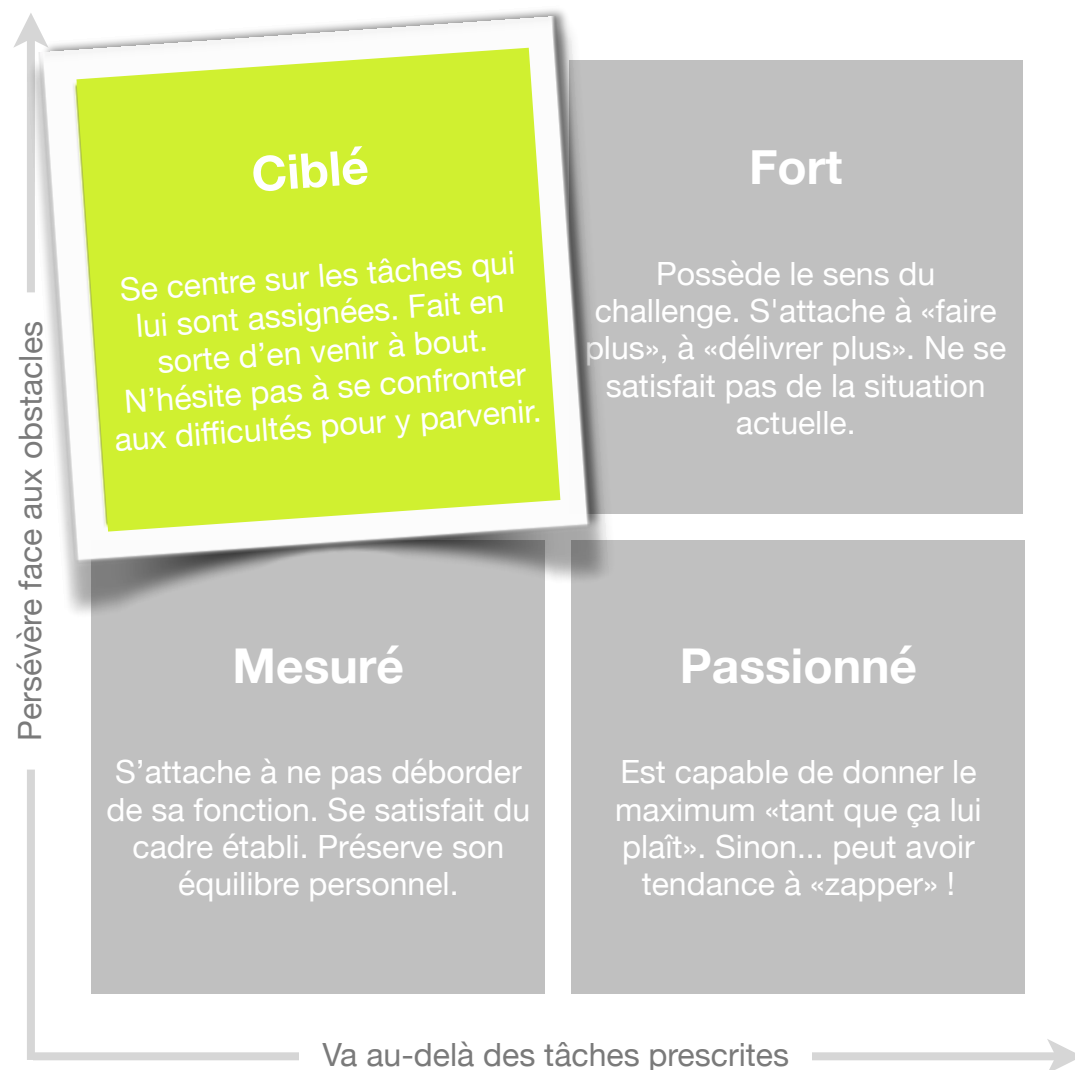 Ciblé
Se centre sur les tâches qui
lui sont assignées. Fait en
sorte d’en venir à bout.
N’hésite pas à se confronter
aux difficultés pour y parvenir.
Fort
Possède le sens du
challenge. S'attache à «faire
plus», à «délivrer plus». Ne se
satisfait pas de la situation
actuelle.
Persévère face aux obstacles
Mesuré
S’attache à ne pas déborder
de sa fonction. Se satisfait du
cadre établi. Préserve son
équilibre personnel.
Passionné
Est capable de donner le
maximum «tant que ça lui
plaît». Sinon... peut avoir
tendance à «zapper» !
Va au-delà des tâches prescrites